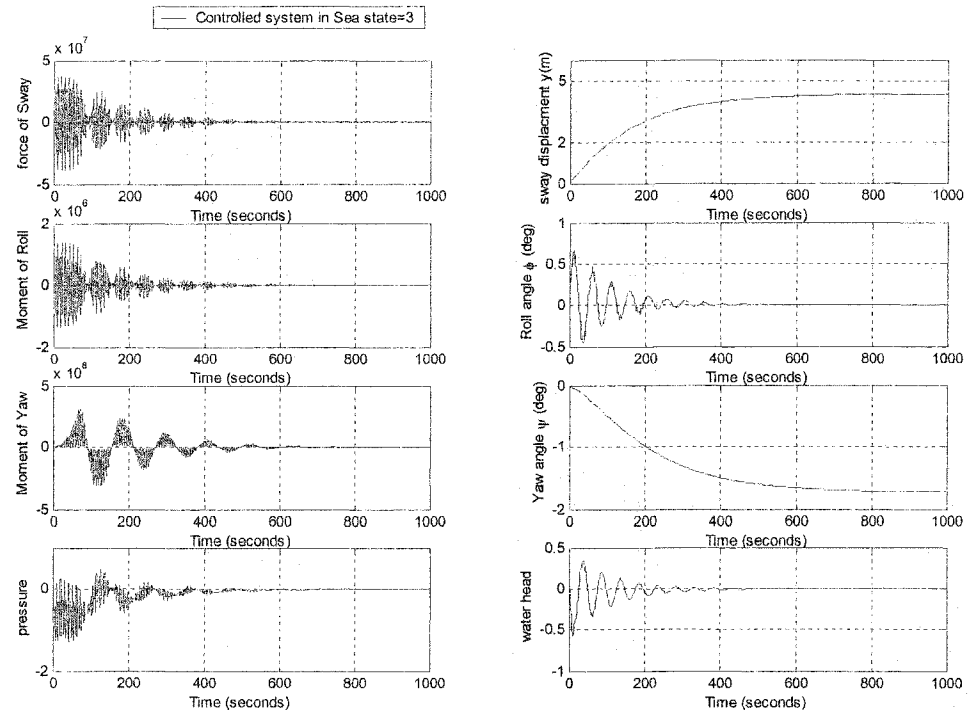 Controlled system in Sea state=3
x 10^7
force of Sway
5
0
-5
0 200 400 600 800 1000
Time (seconds)
x 10^6
Moment of Roll
2
0
-2
0 200 400 600 800 1000
Time (seconds)
x 10^8
Moment of Yaw
5
0
-5
0 200 400 600 800 1000
Time (seconds)
pressure
0
-2
0 200 400 600 800 1000
Time (seconds)
sway displacment y(m)
5
2
0
0 200 400 600 800 1000
Time (seconds)
Roll angle ϕ (deg)
1
0.5
0
-0.5
0 200 400 600 800 1000
Time (seconds)
Yaw angle ψ (deg)
0
-1
-2
0 200 400 600 800 1000
Time (seconds)
water head
0.5
0
-0.5
-1
0 200 400 600 800 1000
Time (seconds)